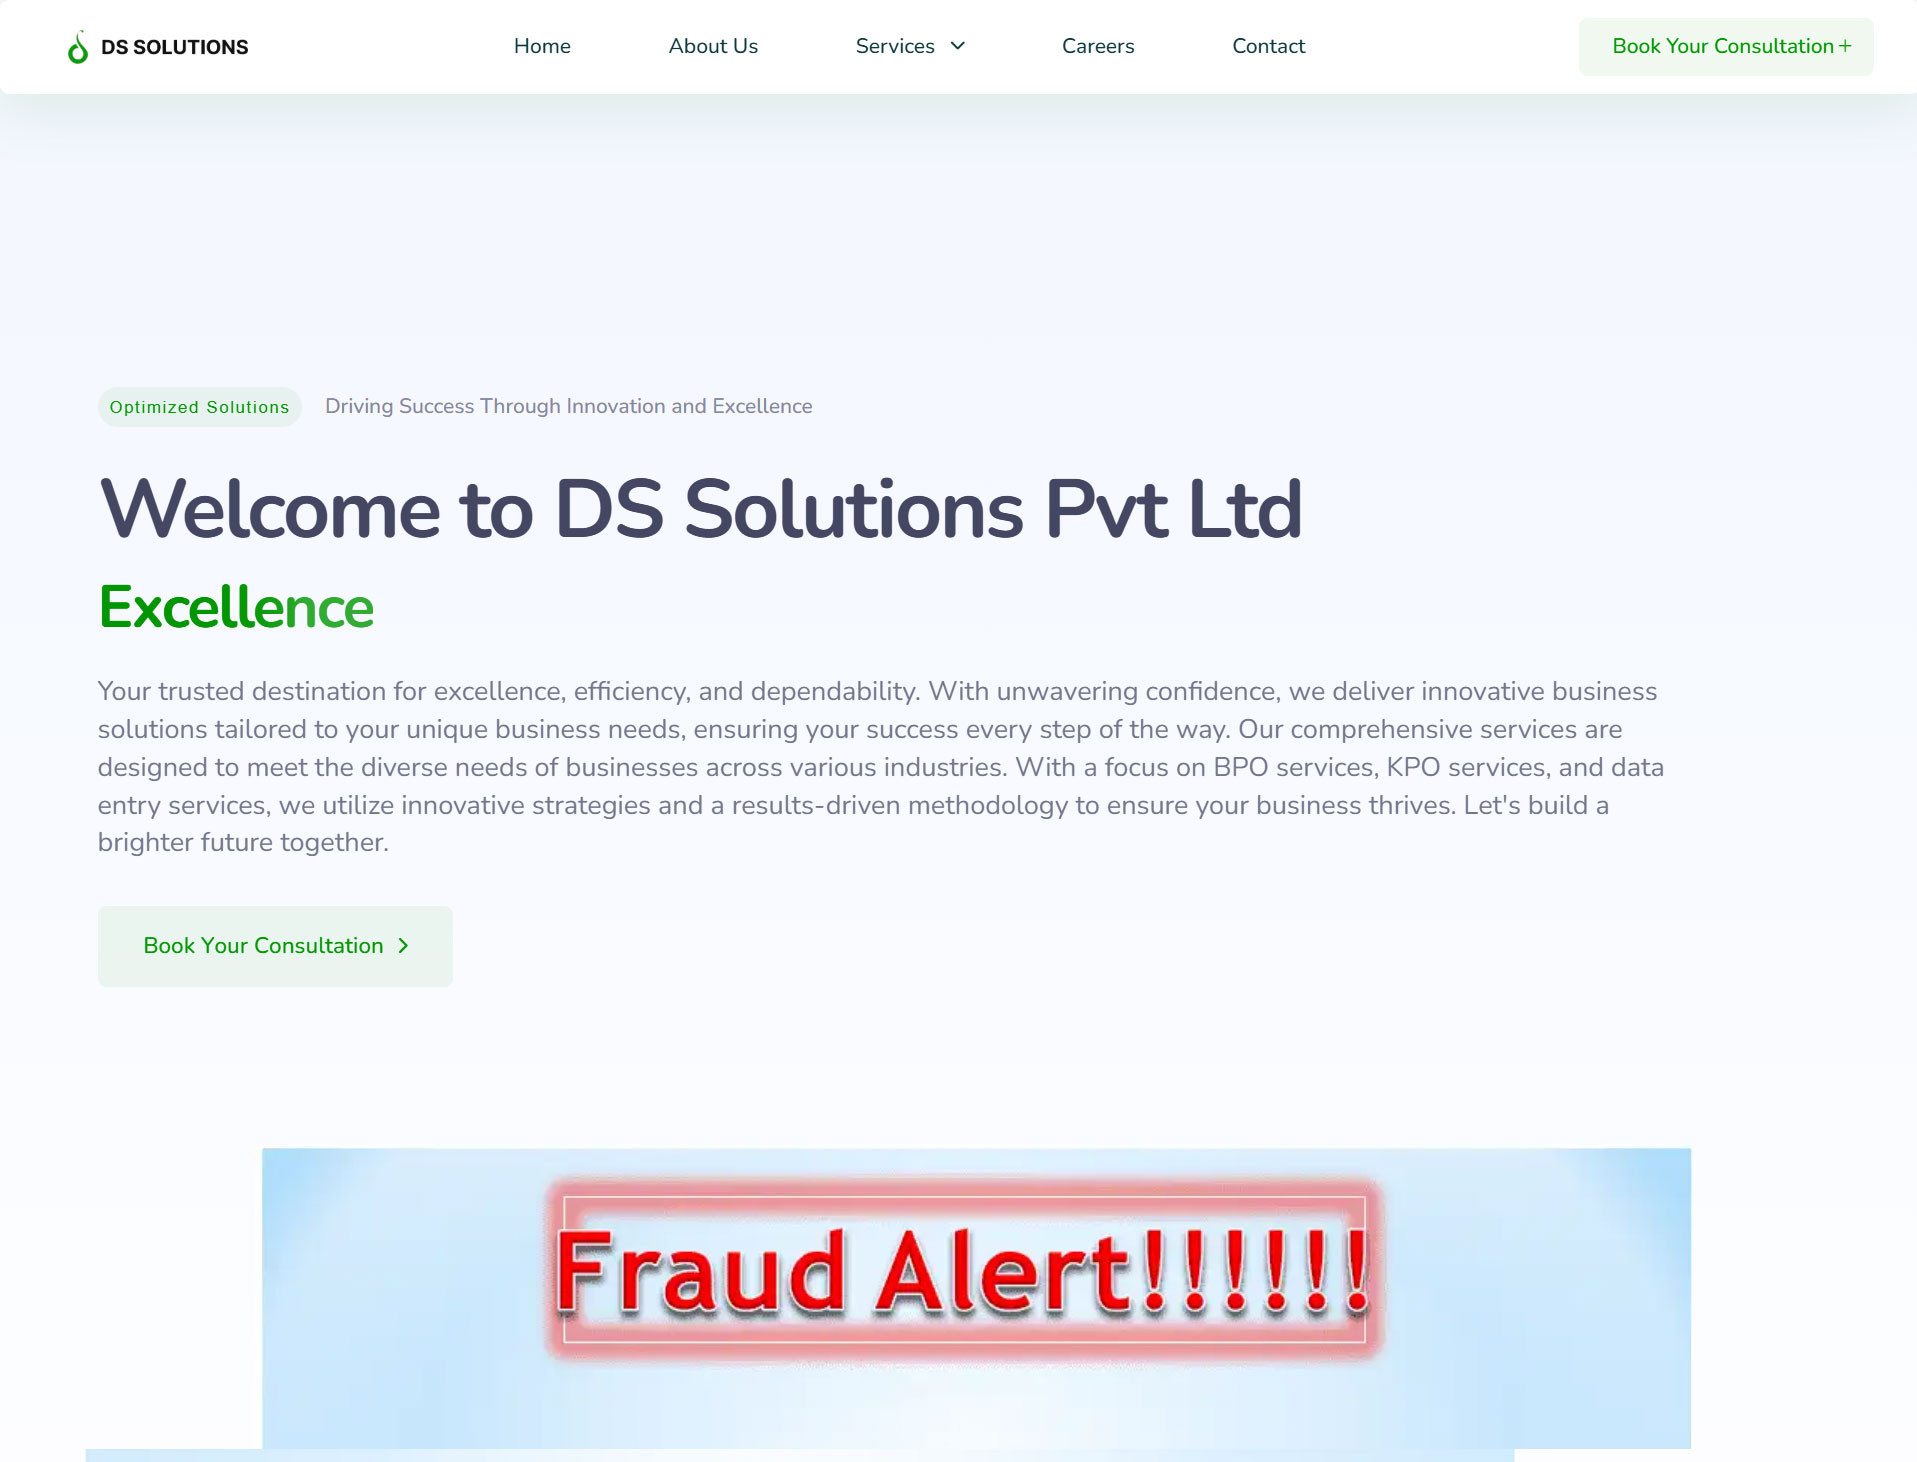 DS SOLUTIONS
Home
About Us
Services
Careers
Contact
Book Your Consultation +
Optimized Solutions
Driving Success Through Innovation and Excellence
Welcome to DS Solutions Pvt Ltd
Excellence
Your trusted destination for excellence, efficiency, and dependability. With unwavering confidence, we deliver innovative business
solutions tailored to your unique business needs, ensuring your success every step of the way. Our comprehensive services are
designed to meet the diverse needs of businesses across various industries. With a focus on BPO services, KPO services, and data
entry services, we utilize innovative strategies and a results-driven methodology to ensure your business thrives. Let's build a
brighter future together.
Book Your Consultation
Fraud Alert!!!!!!